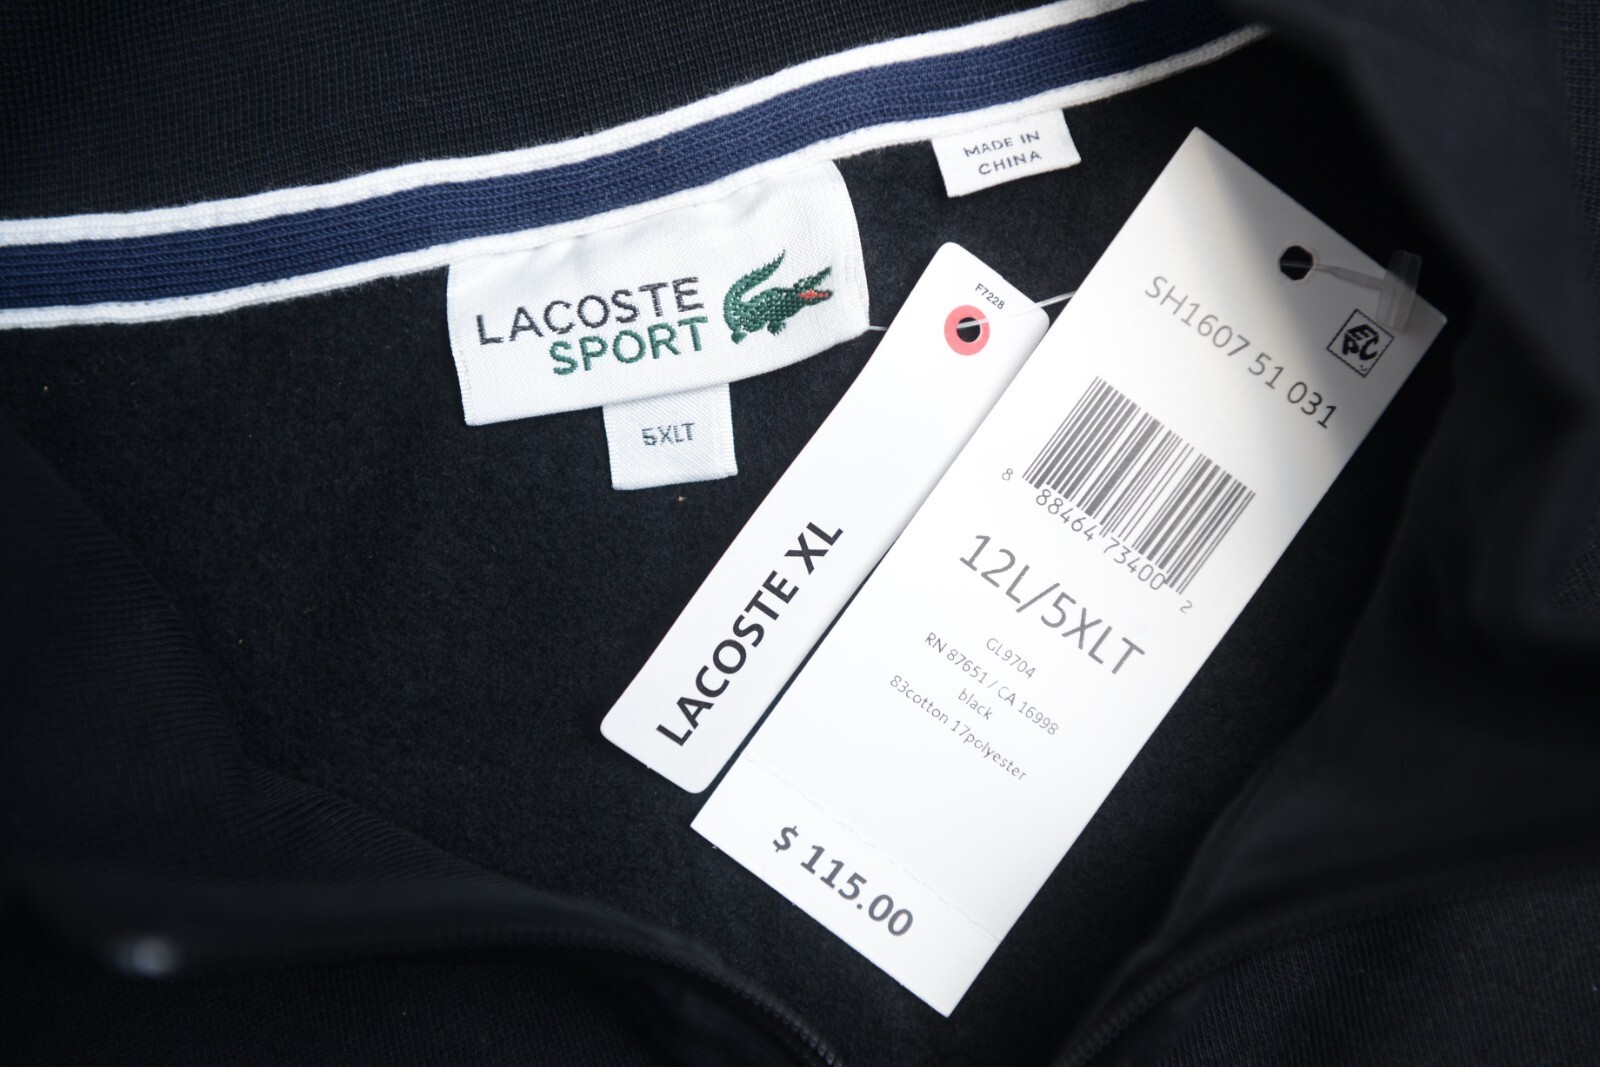 MADE IN
CHINA
LACOSTE
SPORT
5XLT
F7228
LACOSTE XL
SH1607 51 031
EPC
8 88464 73400 2
12L/5XLT
GL9704
RN 87651 / CA 16998
black
83cotton 17polyester
$ 115.00